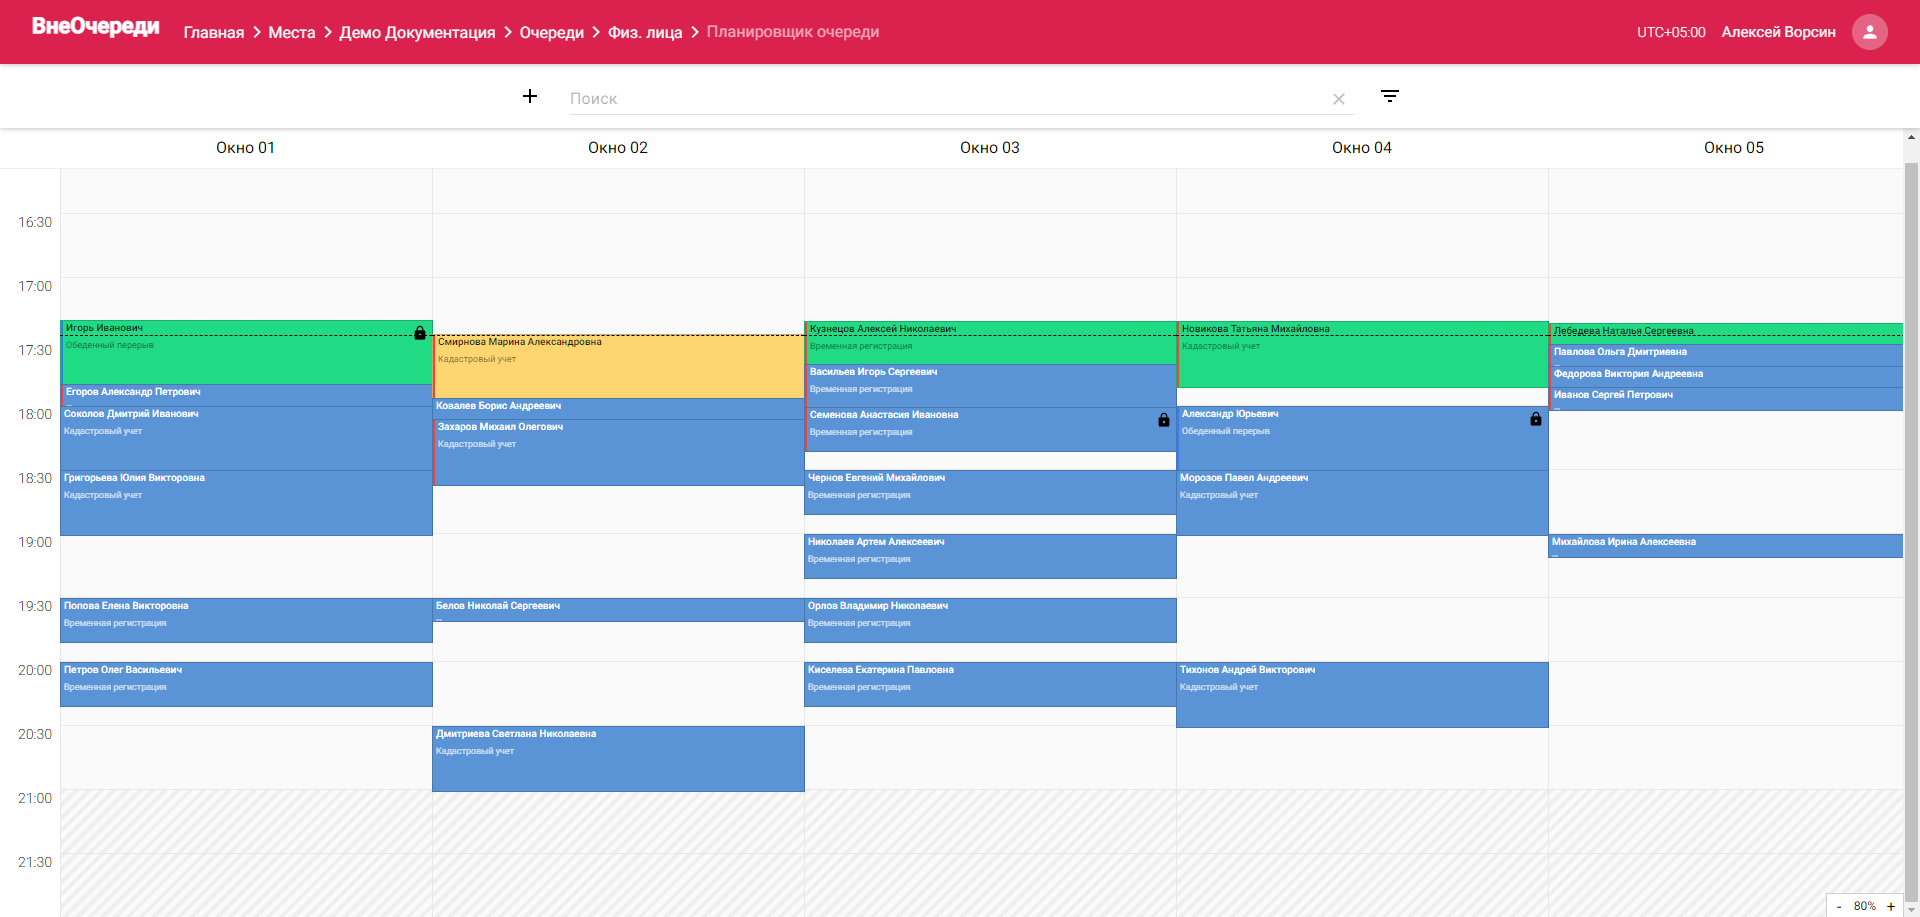 ВнеОчереди
Главная > Места > Демо Документация > Очереди > Физ. лица > Планировщик очереди
UTC+05:00 Алексей Ворсин
Поиск
Окно 01 Окно 02 Окно 03 Окно 04 Окно 05
16:30
17:00
17:30
18:00
18:30
19:00
19:30
20:00
20:30
21:00
21:30
Игорь Иванович
Обеденный перерыв
Егоров Александр Петрович
Соколов Дмитрий Иванович
Кадастровый учет
Григорьева Юлия Викторовна
Кадастровый учет
Попова Елена Викторовна
Временная регистрация
Петров Олег Васильевич
Временная регистрация
Смирнова Марина Александровна
Кадастровый учет
Ковалев Борис Андреевич
Захаров Михаил Олегович
Кадастровый учет
Белов Николай Сергеевич
Дмитриева Светлана Николаевна
Кадастровый учет
Кузнецов Алексей Николаевич
Временная регистрация
Васильев Игорь Сергеевич
Временная регистрация
Семенова Анастасия Ивановна
Временная регистрация
Чернов Евгений Михайлович
Временная регистрация
Николаев Артем Алексеевич
Временная регистрация
Орлов Владимир Николаевич
Временная регистрация
Киселева Екатерина Павловна
Временная регистрация
Новикова Татьяна Михайловна
Кадастровый учет
Александр Юрьевич
Обеденный перерыв
Морозов Павел Андреевич
Кадастровый учет
Тихонов Андрей Викторович
Кадастровый учет
Лебедева Наталья Сергеевна
Павлова Ольга Дмитриевна
Федорова Виктория Андреевна
Иванов Сергей Петрович
Михайлова Ирина Алексеевна
- 80% +